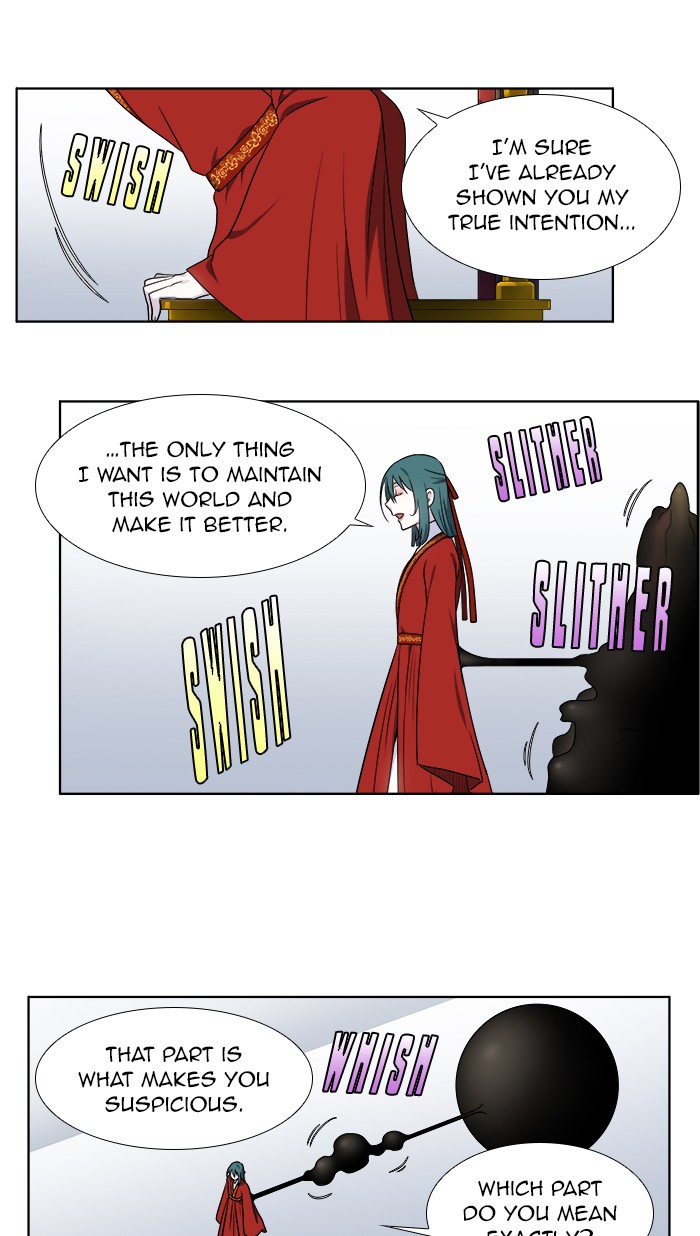 SWISH
I'M SURE
I'VE ALREADY
SHOWN YOU MY
TRUE INTENTION...
...THE ONLY THING
I WANT IS TO MAINTAIN
THIS WORLD AND
MAKE IT BETTER.
SLITHER
SLITHER
SWISH
THAT PART IS
WHAT MAKES YOU
SUSPICIOUS.
WHISH
WHICH PART
DO YOU MEAN
EXACTLY?